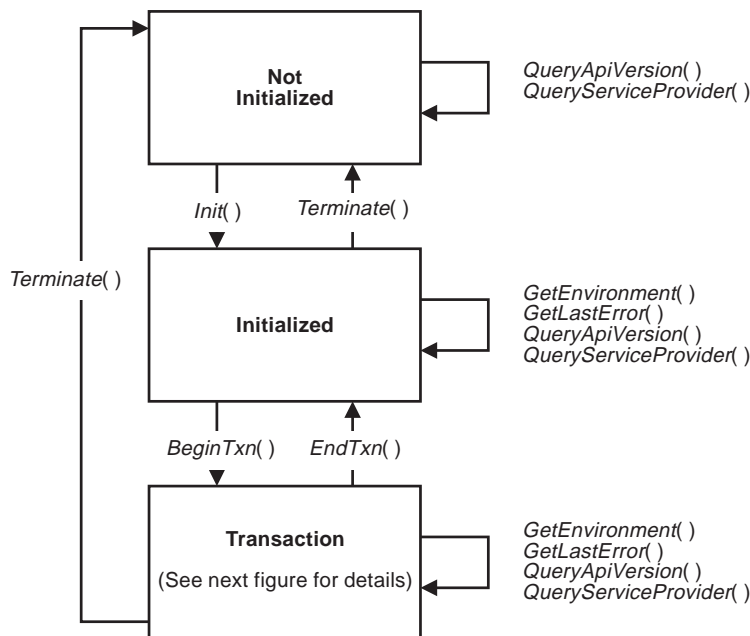 Not
Initialized
QueryApiVersion( )
QueryServiceProvider( )
Init( )
Terminate( )
Terminate( )
Initialized
GetEnvironment( )
GetLastError( )
QueryApiVersion( )
QueryServiceProvider( )
BeginTxn( )
EndTxn( )
Transaction
(See next figure for details)
GetEnvironment( )
GetLastError( )
QueryApiVersion( )
QueryServiceProvider( )